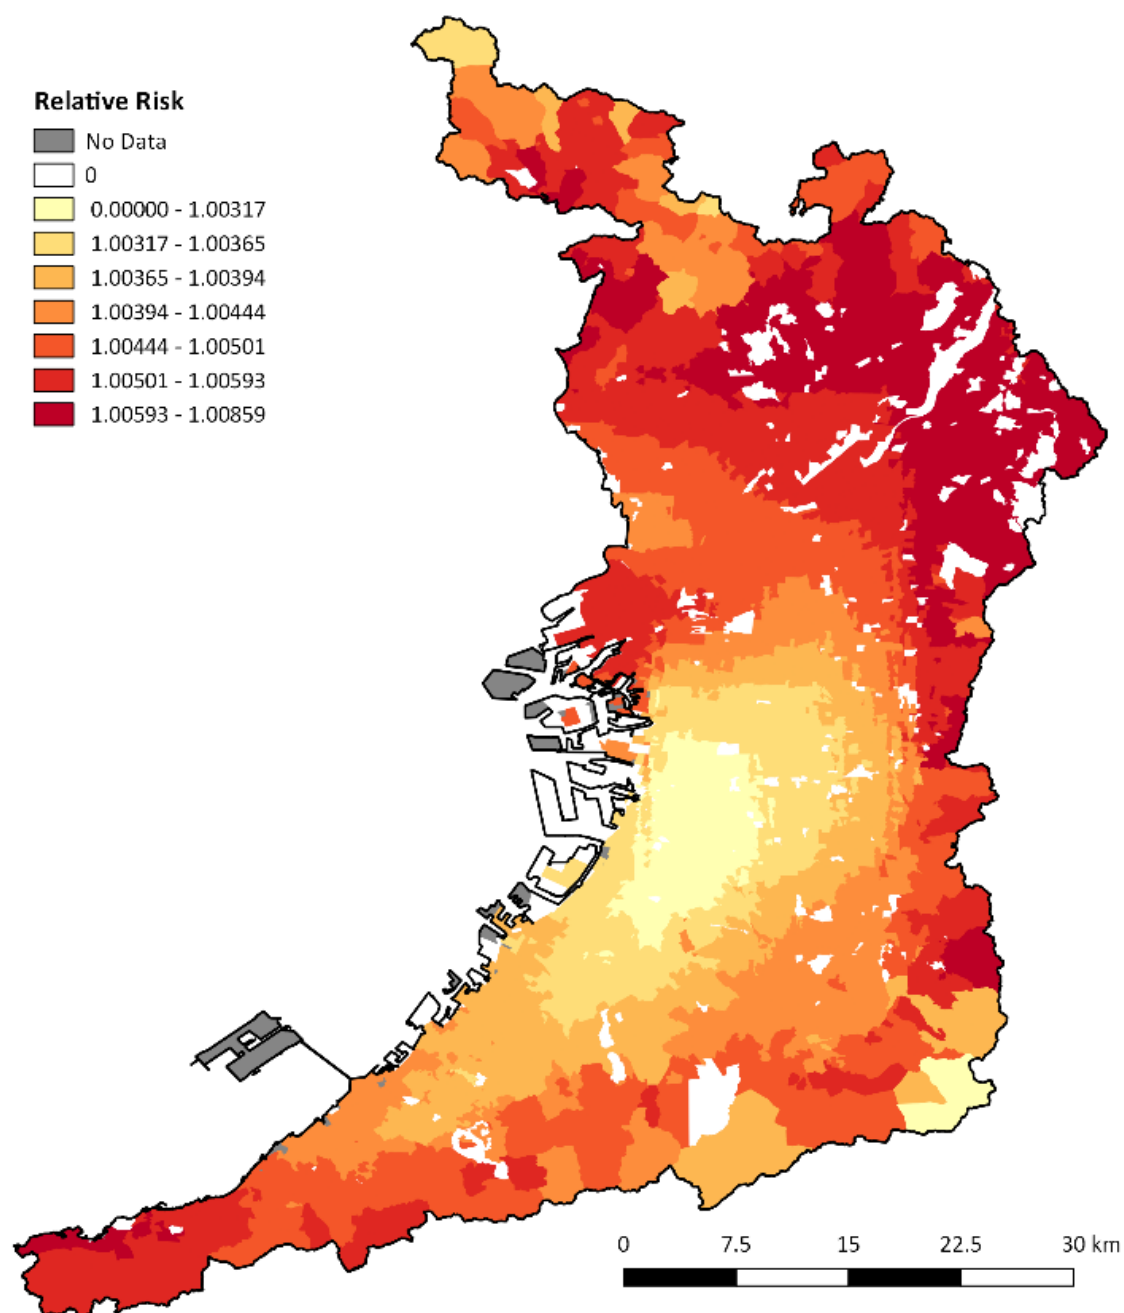 Relative Risk
No Data
0
0.00000 - 1.00317
1.00317 - 1.00365
1.00365 - 1.00394
1.00394 - 1.00444
1.00444 - 1.00501
1.00501 - 1.00593
1.00593 - 1.00859
0 7.5 15 22.5 30 km